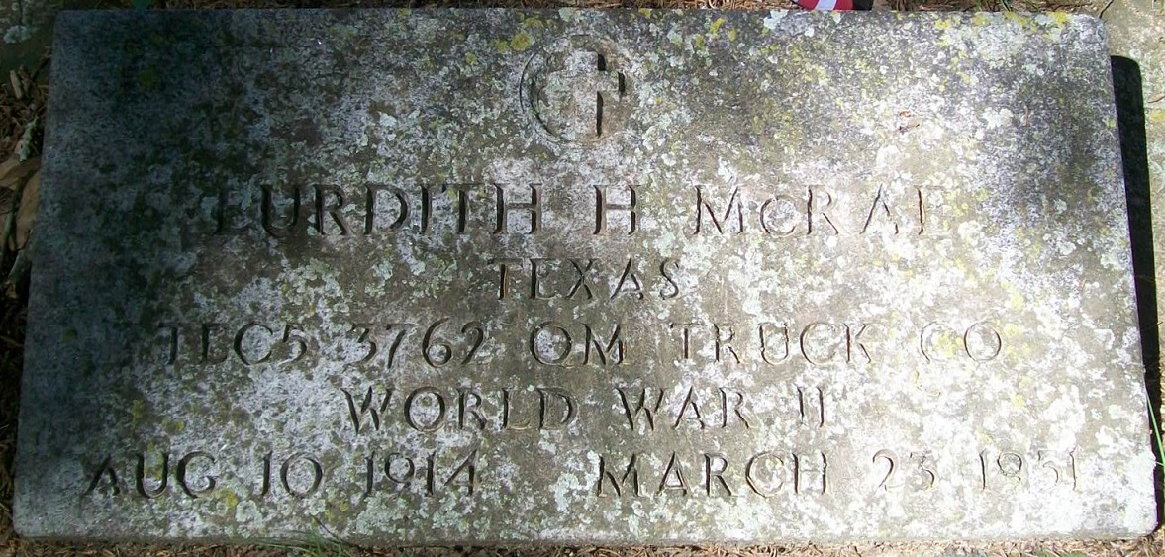 EURDITH H McRAE
TEXAS
TEC5 3762 QM TRUCK CO
WORLD WAR II
AUG 10 1914 MARCH 23 1951